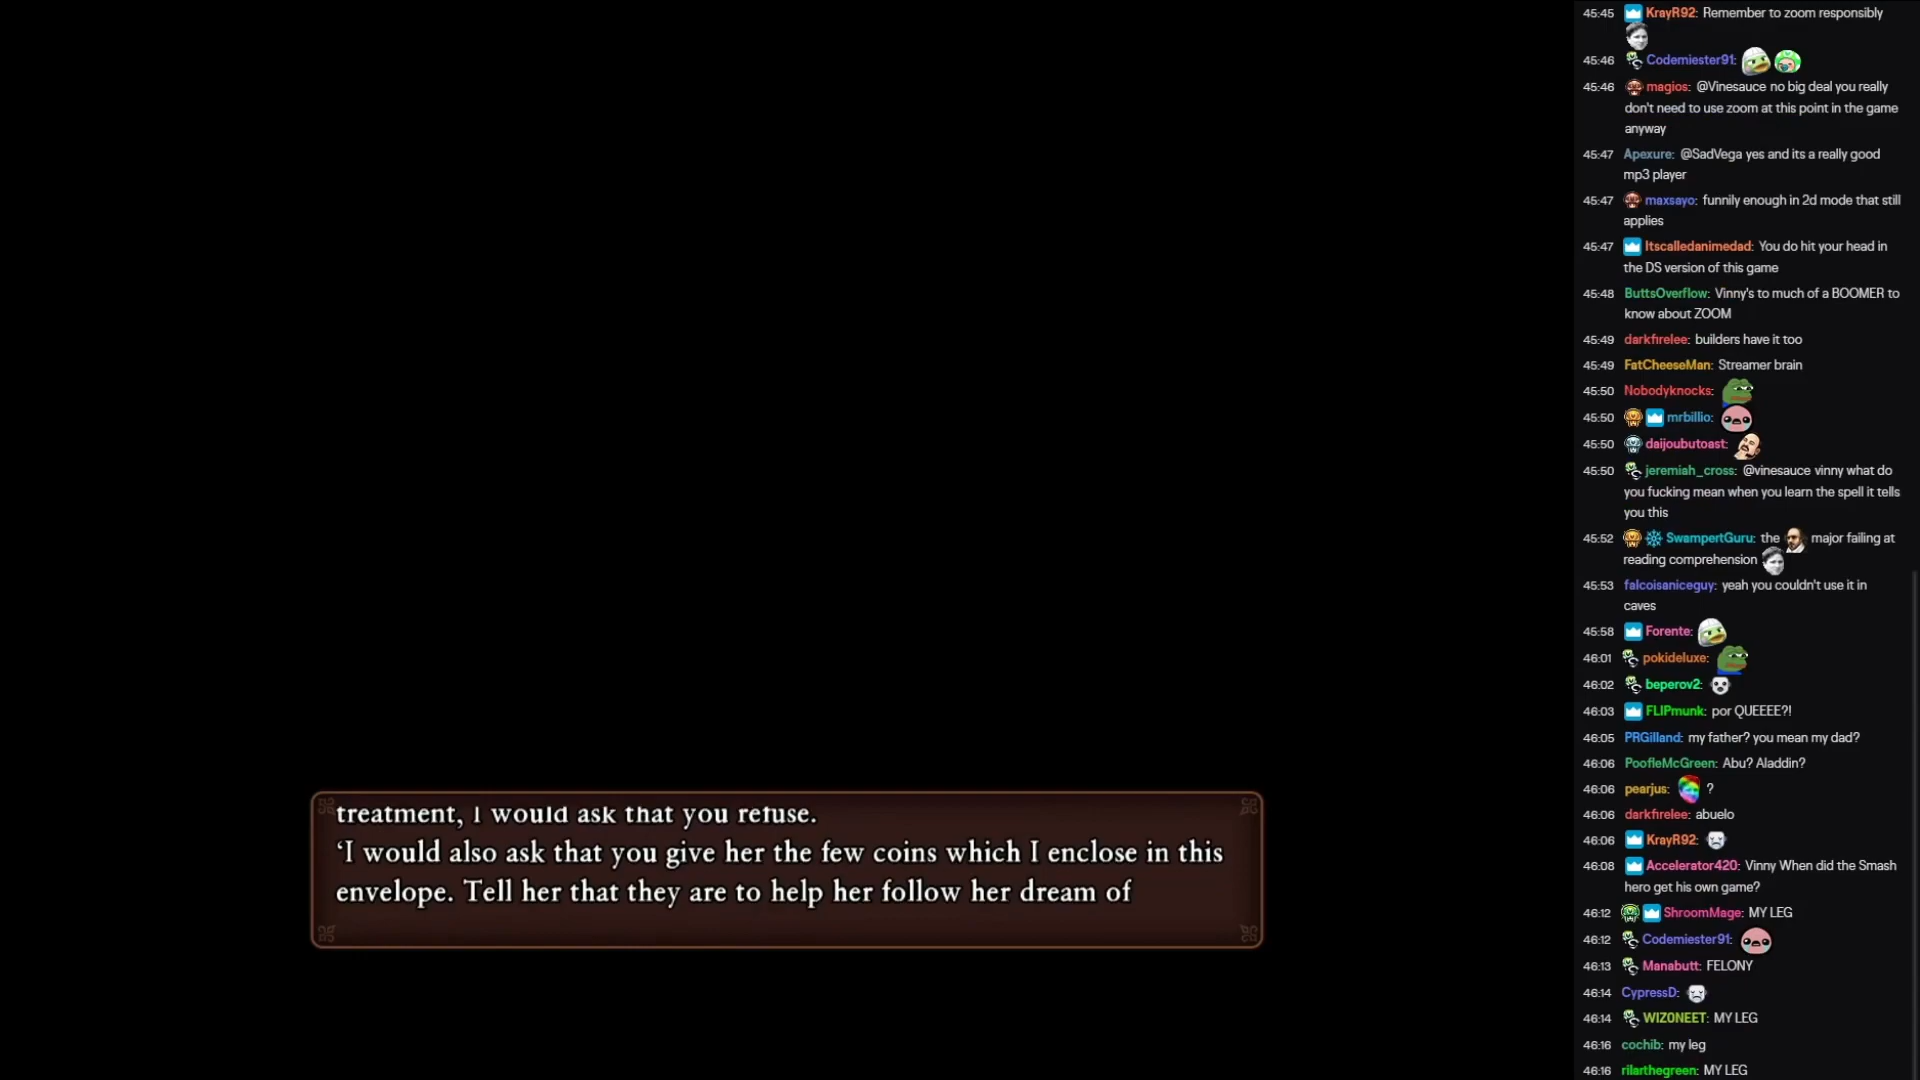 treatment, I would ask that you refuse.
‘I would also ask that you give her the few coins which I enclose in this
envelope. Tell her that they are to help her follow her dream of
45:45 KrayR92: Remember to zoom responsibly
45:46 Codemiester91:
45:46 magios: @Vinesauce no big deal you really
don't need to use zoom at this point in the game
anyway
45:47 Apexure: @SadVega yes and its a really good
mp3 player
45:47 maxsayo: funnily enough in 2d mode that still
applies
45:47 Itscalledanimedad: You do hit your head in
the DS version of this game
45:48 ButtsOverflow: Vinny's to much of a BOOMER to
know about ZOOM
45:49 darkfirelee: builders have it too
45:49 FatCheeseMan: Streamer brain
45:50 Nobodyknocks:
45:50 mrbillio:
45:50 daijoubutoast:
45:50 jeremiah_cross: @vinesauce vinny what do
you fucking mean when you learn the spell it tells
you this
45:52 SwampertGuru: the major failing at
reading comprehension
45:53 falcoisaniceguy: yeah you couldn't use it in
caves
45:58 Forente:
46:01 pokideluxe:
46:02 beperov2:
46:03 FLIPmunk: por QUEEEE?!
46:05 PRGilland: my father? you mean my dad?
46:06 PoofleMcGreen: Abu? Aladdin?
46:06 pearjus: ?
46:06 darkfirelee: abuelo
46:06 KrayR92:
46:08 Accelerator420: Vinny When did the Smash
hero get his own game?
46:12 ShroomMage: MY LEG
46:12 Codemiester91:
46:13 Manabutt: FELONY
46:14 CypressD:
46:14 WIZ0NEET: MY LEG
46:16 cochib: my leg
46:16 rilarthegreen: MY LEG